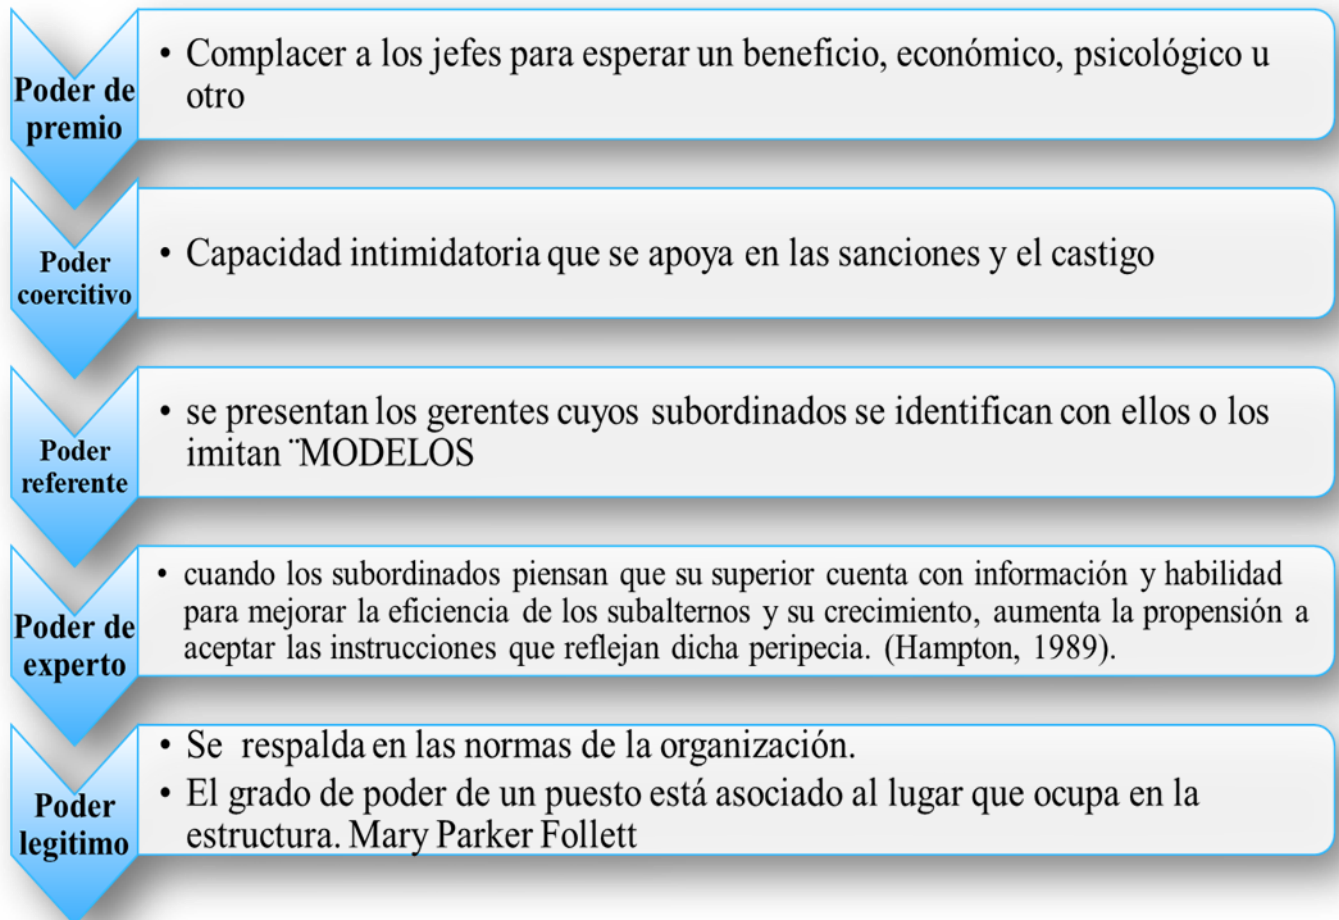 Poder de
premio
• Complacer a los jefes para esperar un beneficio, económico, psicológico u
otro
Poder
coercitivo
• Capacidad intimidatoria que se apoya en las sanciones y el castigo
Poder
referente
• se presentan los gerentes cuyos subordinados se identifican con ellos o los
imitan ¨MODELOS
Poder de
experto
• cuando los subordinados piensan que su superior cuenta con información y habilidad
para mejorar la eficiencia de los subalternos y su crecimiento, aumenta la propensión a
aceptar las instrucciones que reflejan dicha peripecia. (Hampton, 1989).
Poder
legitimo
• Se respalda en las normas de la organización.
• El grado de poder de un puesto está asociado al lugar que ocupa en la
estructura. Mary Parker Follett